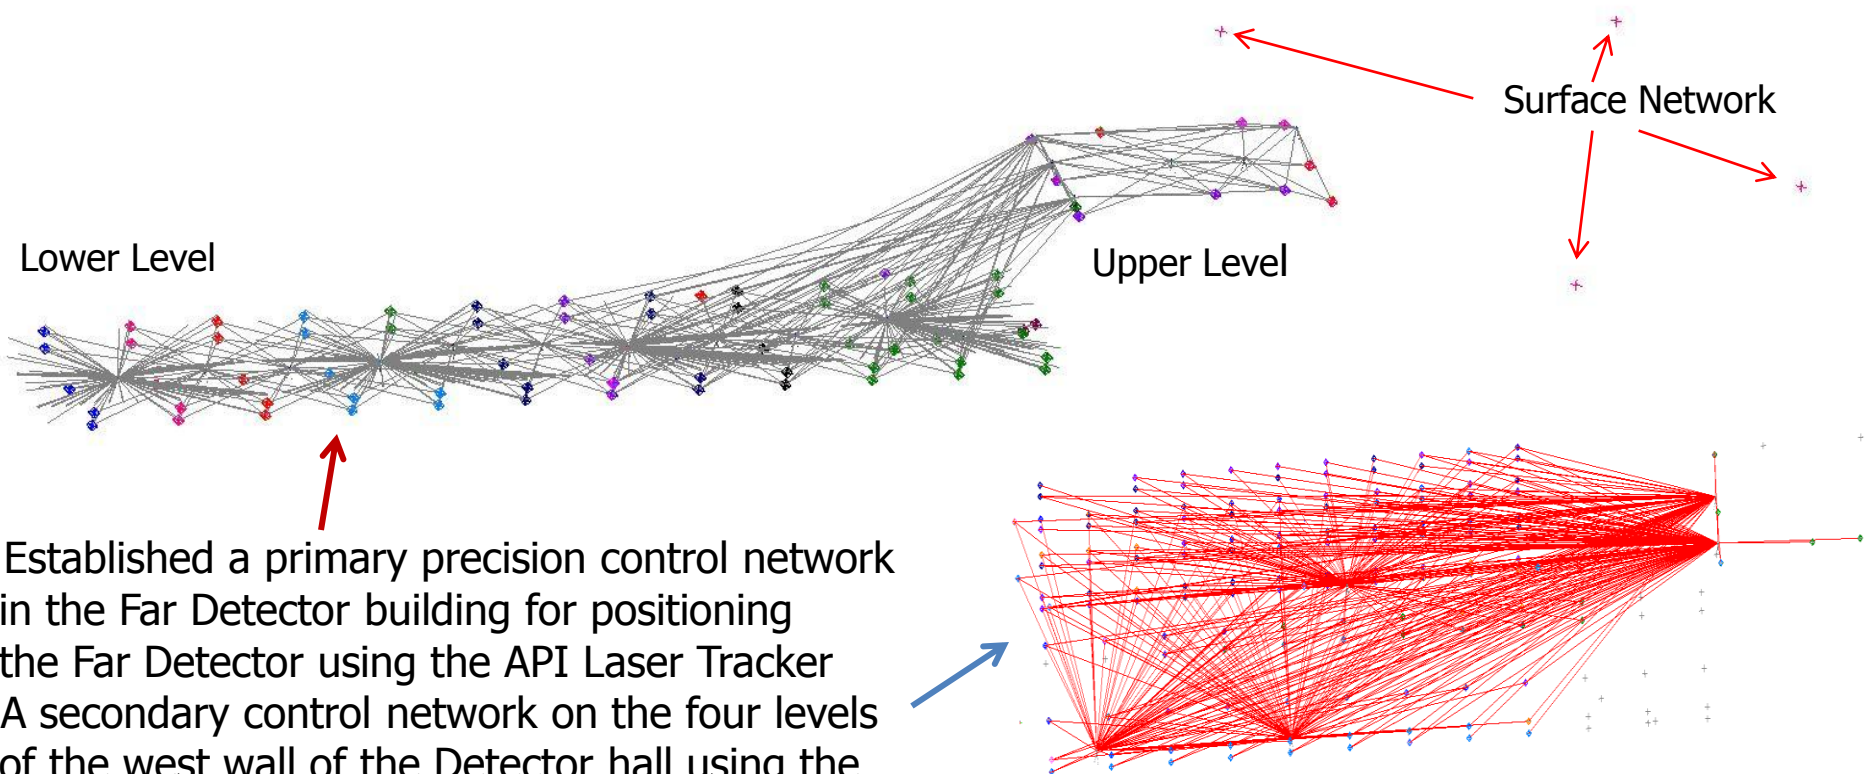 Surface Network
Lower Level
Upper Level
Established a primary precision control network
in the Far Detector building for positioning
the Far Detector using the API Laser Tracker
A secondary control network on the four levels
of the west wall of the Detector hall using the